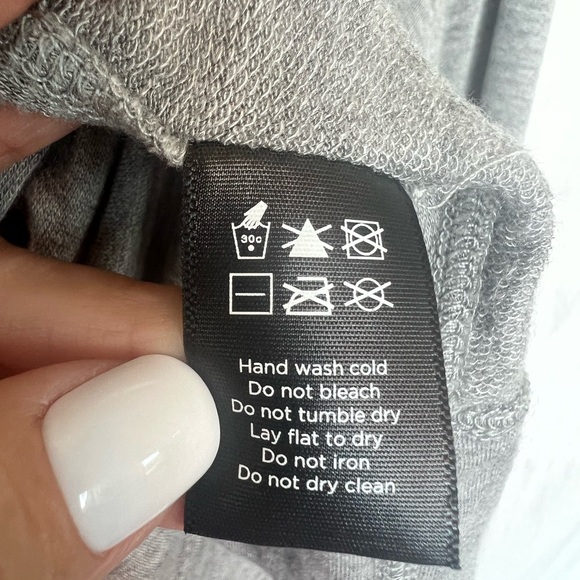 30c
Hand wash cold
Do not bleach
Do not tumble dry
Lay flat to dry
Do not iron
Do not dry clean